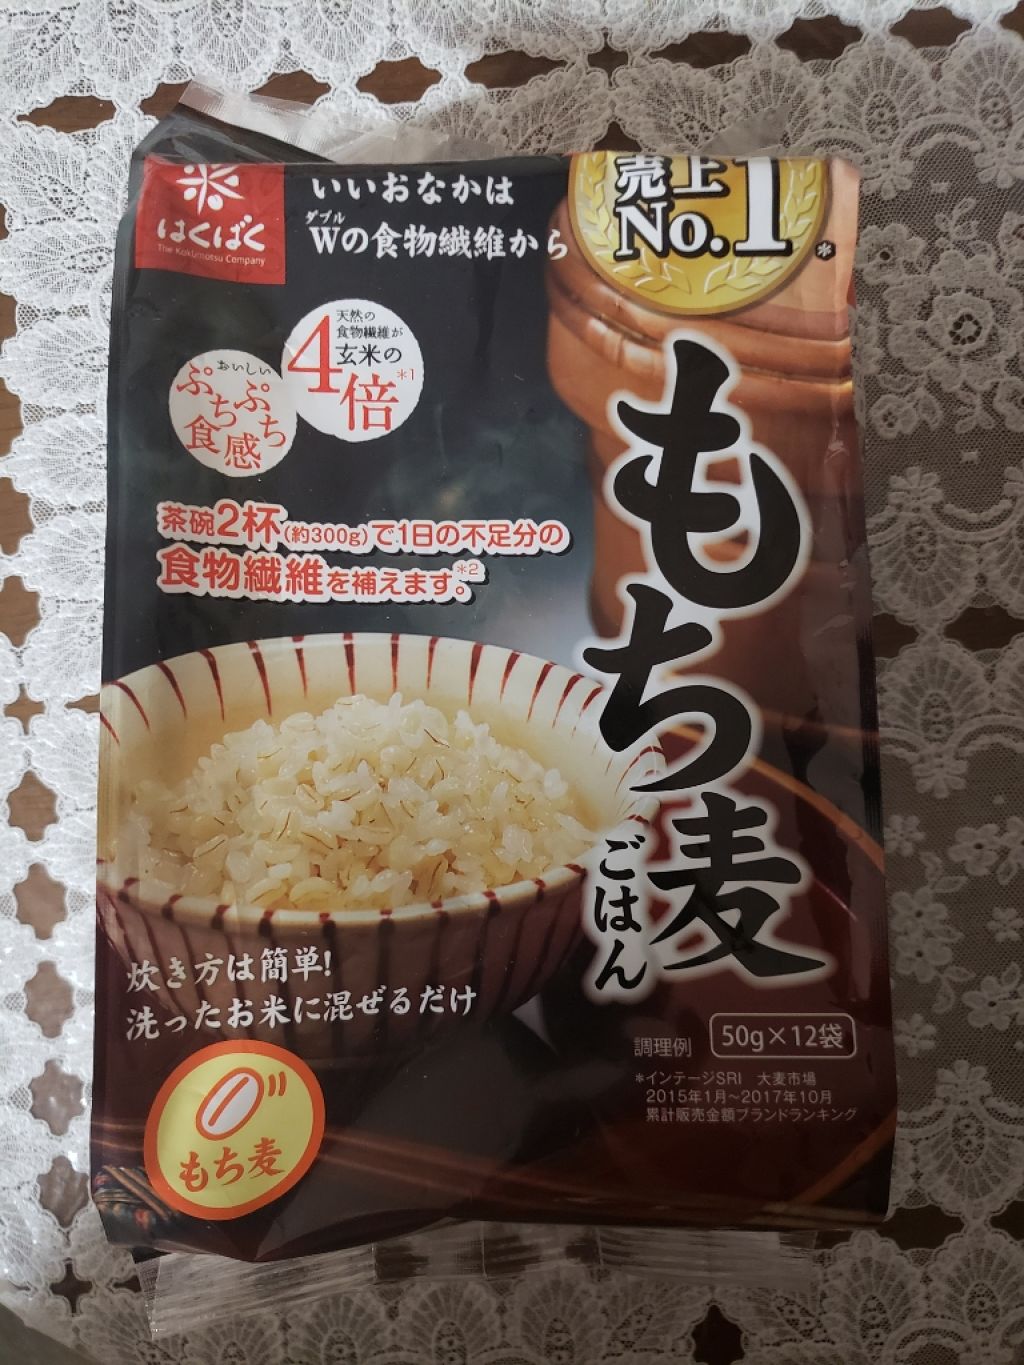 はくばく
The Kokumotsu Company
いいおなかは
ダブル
Wの食物繊維から
売上
No.1
*
天然の
食物繊維が
玄米の
4倍*1
おいしい
ぷちぷち
食感
茶碗2杯(約300g)で1日の不足分の
食物繊維を補えます。*2
もち麦
ごはん
炊き方は簡単!
洗ったお米に混ぜるだけ
もち麦
調理例
50g×12袋
*インテージSRI 大麦市場
2015年1月~2017年10月
累計販売金額ブランドランキング